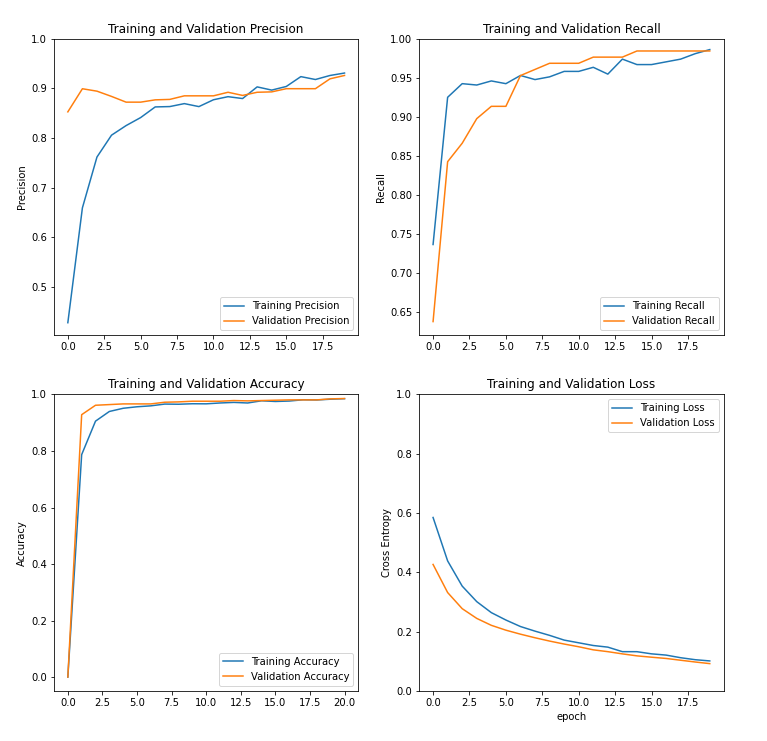 Training and Validation Precision
1.0
0.9
0.8
0.7
0.6
0.5
Precision
0.0 2.5 5.0 7.5 10.0 12.5 15.0 17.5
Training Precision
Validation Precision
Training and Validation Recall
1.00
0.95
0.90
0.85
0.80
0.75
0.70
0.65
Recall
0.0 2.5 5.0 7.5 10.0 12.5 15.0 17.5
Training Recall
Validation Recall
Training and Validation Accuracy
1.0
0.8
0.6
0.4
0.2
0.0
Accuracy
0.0 2.5 5.0 7.5 10.0 12.5 15.0 17.5 20.0
Training Accuracy
Validation Accuracy
Training and Validation Loss
1.0
0.8
0.6
0.4
0.2
0.0
Cross Entropy
Training Loss
Validation Loss
0.0 2.5 5.0 7.5 10.0 12.5 15.0 17.5
epoch